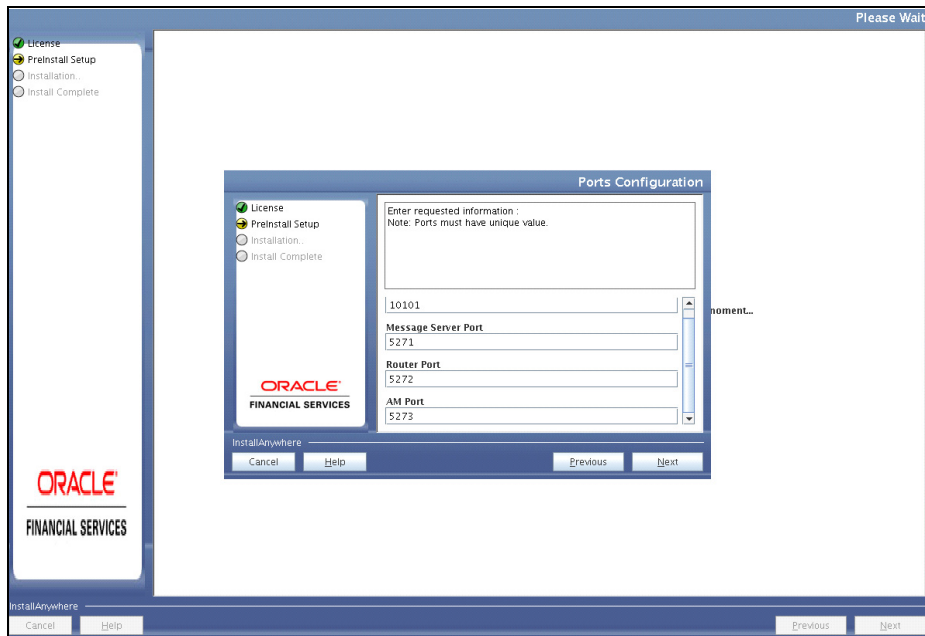 Please Wait
License
PreInstall Setup
Installation..
Install Complete
Ports Configuration
License
PreInstall Setup
Installation..
Install Complete
Enter requested information :
Note: Ports must have unique value.
10101
Message Server Port
5271
Router Port
5272
AM Port
5273
ORACLE
FINANCIAL SERVICES
InstallAnywhere
Cancel
Help
Previous
Next
ORACLE
FINANCIAL SERVICES
InstallAnywhere
Cancel
Help
Previous
Next